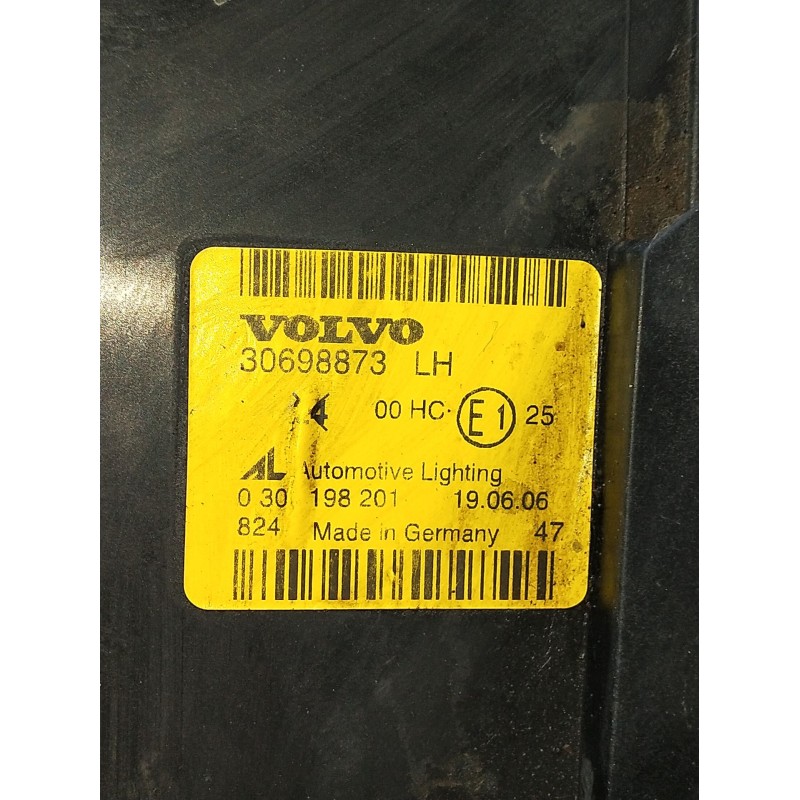 VOLVO
30698873 LH
24 00 HC E1 25
AL Automotive Lighting
0 30 198 201 19.06.06
824 Made in Germany 47